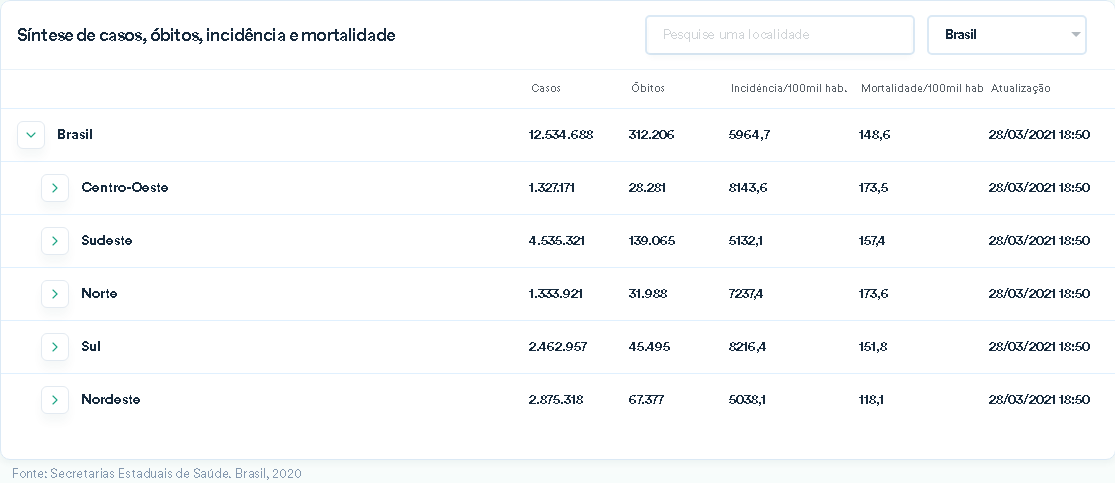 Síntese de casos, óbitos, incidência e mortalidade
Pesquise uma localidade
Brasil
Casos Óbitos Incidência/100mil hab. Mortalidade/100mil hab Atualização
Brasil 12.534.688 312.206 5964,7 148,6 28/03/2021 18:50
Centro-Oeste 1.327.171 28.281 8143,6 173,5 28/03/2021 18:50
Sudeste 4.535.321 139.065 5132,1 157,4 28/03/2021 18:50
Norte 1.333.921 31.988 7237,4 173,6 28/03/2021 18:50
Sul 2.462.957 45.495 8216,4 151,8 28/03/2021 18:50
Nordeste 2.875.318 67.377 5038,1 118,1 28/03/2021 18:50
Fonte: Secretarias Estaduais de Saúde. Brasil, 2020